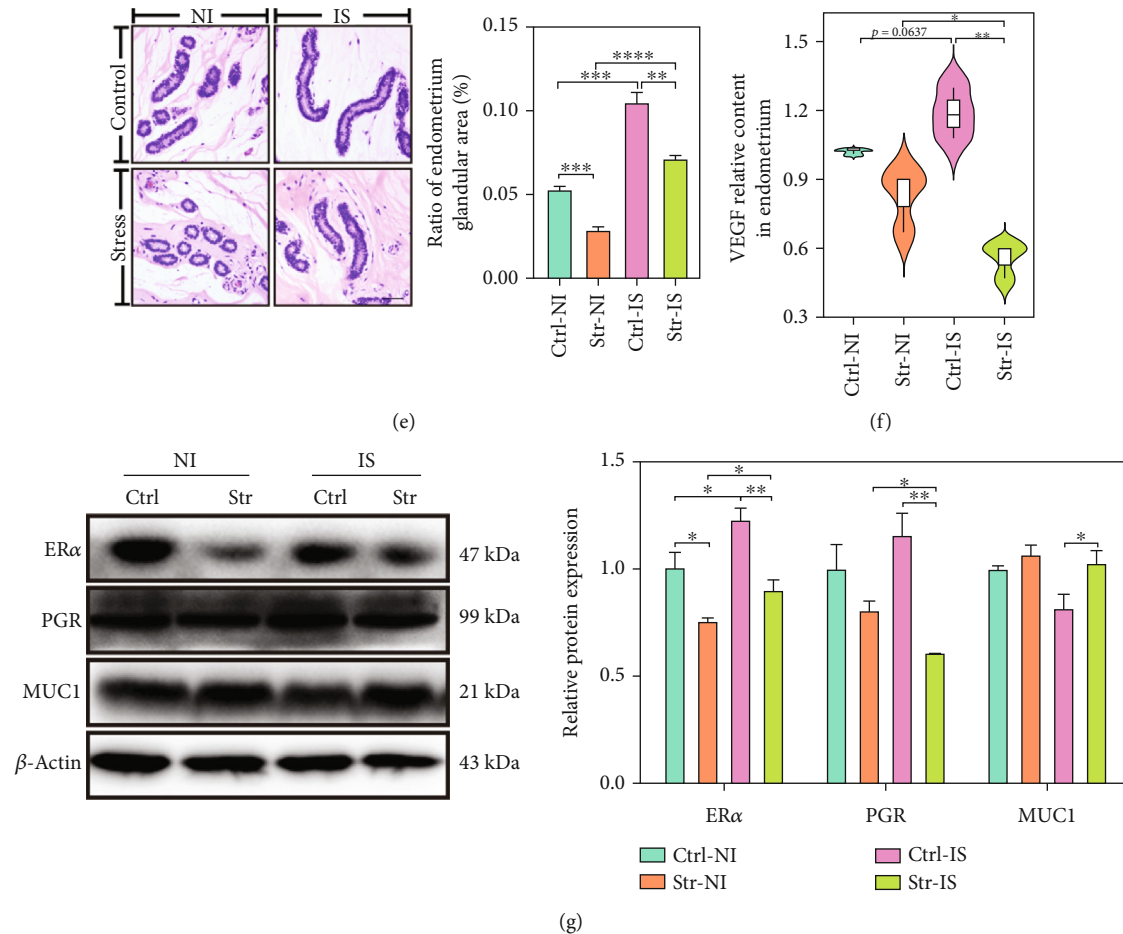 NI
IS
Control
Stress
Ratio of endometrium
glandular area (%)
0.15
0.10
0.05
0.00
***
***
****
**
Ctrl-NI
Str-NI
Ctrl-IS
Str-IS
(e)
VEGF relative content
in endometrium
1.5
1.2
0.9
0.6
0.3
*
p = 0.0637
**
Ctrl-NI
Str-NI
Ctrl-IS
Str-IS
(f)
NI
IS
Ctrl
Str
Ctrl
Str
ERα
47 kDa
PGR
99 kDa
MUC1
21 kDa
β-Actin
43 kDa
Relative protein expression
1.5
1.0
0.5
0.0
*
*
**
*
*
**
*
ERα
PGR
MUC1
Ctrl-NI
Ctrl-IS
Str-NI
Str-IS
(g)